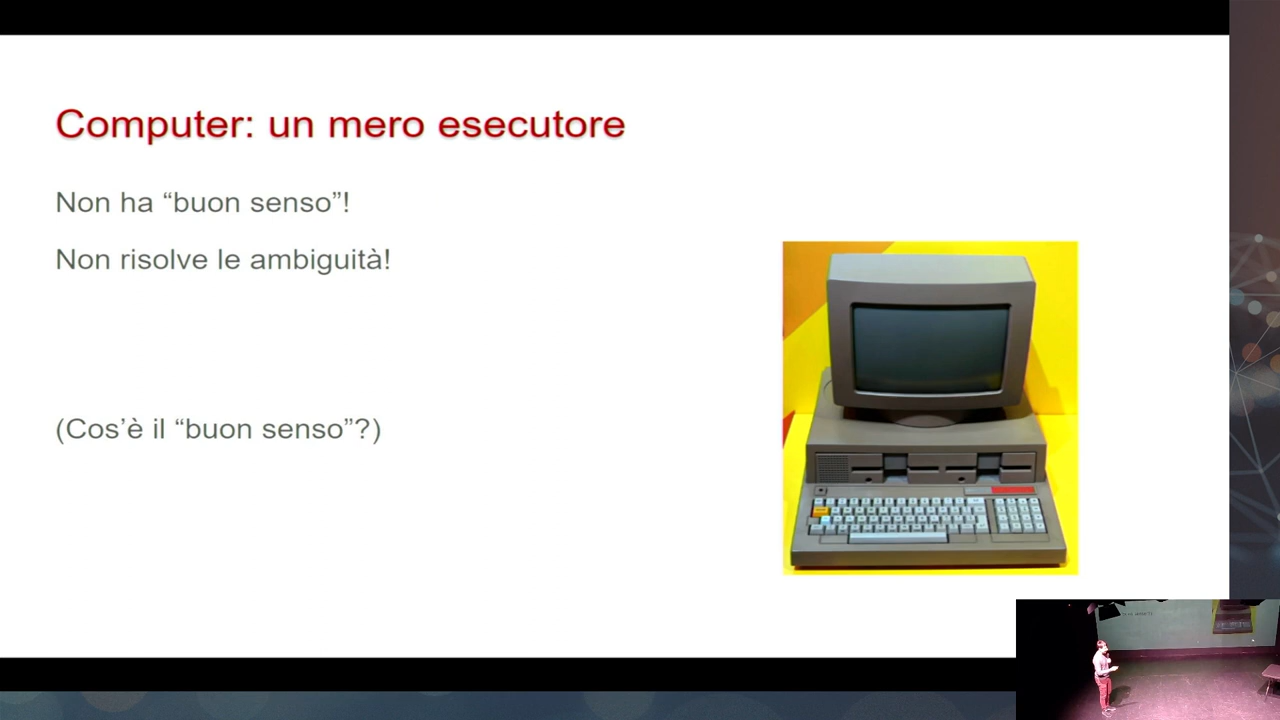 Computer: un mero esecutore
Non ha “buon senso”!
Non risolve le ambiguità!
(Cos’è il “buon senso”?)